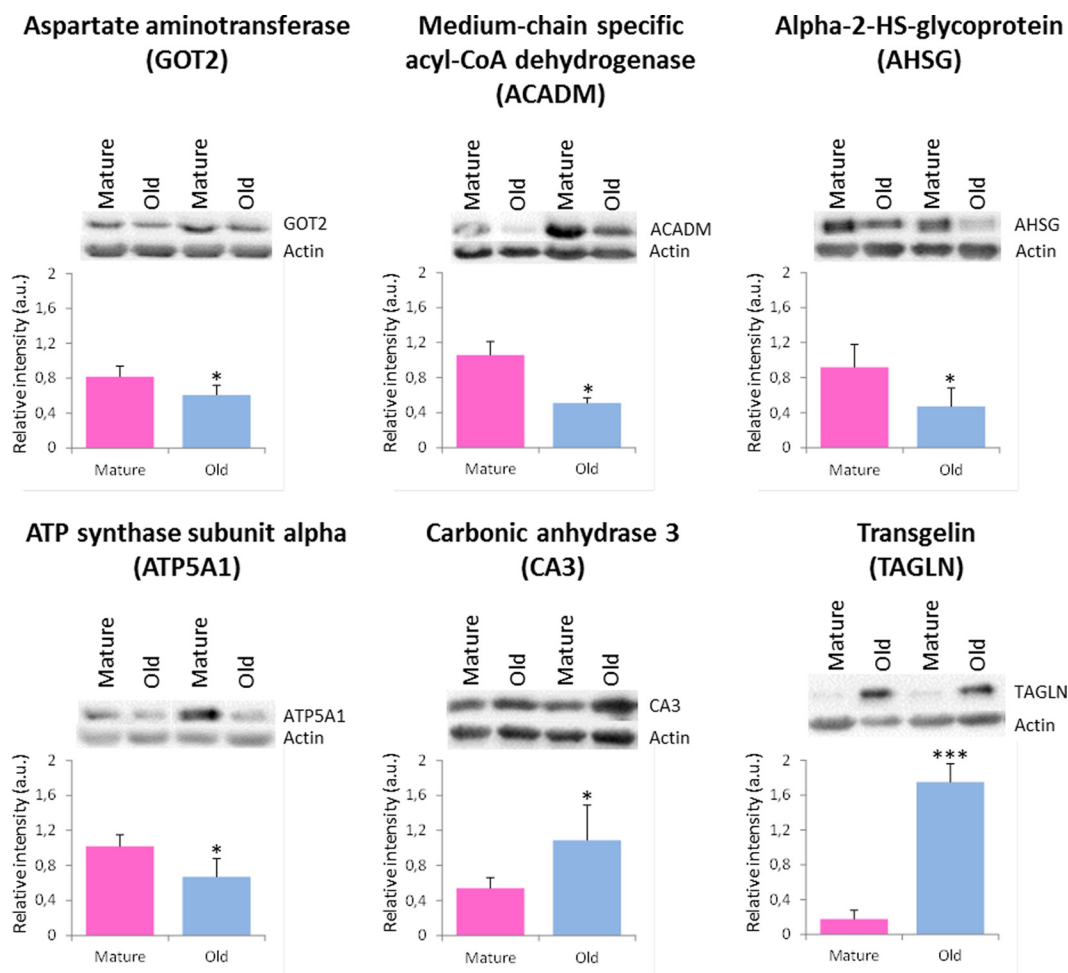 Aspartate aminotransferase
(GOT2)
Mature
Old
Mature
Old
GOT2
Actin
Relative intensity (a.u.)
2
1,6
1,2
0,8
0,4
0
*
Mature
Old
Medium-chain specific
acyl-CoA dehydrogenase
(ACADM)
Mature
Old
Mature
Old
ACADM
Actin
Relative intensity (a.u.)
2
1,6
1,2
0,8
0,4
0
*
Mature
Old
Alpha-2-HS-glycoprotein
(AHSG)
Mature
Old
Mature
Old
AHSG
Actin
Relative intensity (a.u.)
2
1,6
1,2
0,8
0,4
0
*
Mature
Old
ATP synthase subunit alpha
(ATP5A1)
Mature
Old
Mature
Old
ATP5A1
Actin
Relative intensity (a.u.)
2
1,6
1,2
0,8
0,4
0
*
Mature
Old
Carbonic anhydrase 3
(CA3)
Mature
Old
Mature
Old
CA3
Actin
Relative intensity (a.u.)
2
1,6
1,2
0,8
0,4
0
*
Mature
Old
Transgelin
(TAGLN)
Mature
Old
Mature
Old
TAGLN
Actin
Relative intensity (a.u.)
2
1,6
1,2
0,8
0,4
0
***
Mature
Old